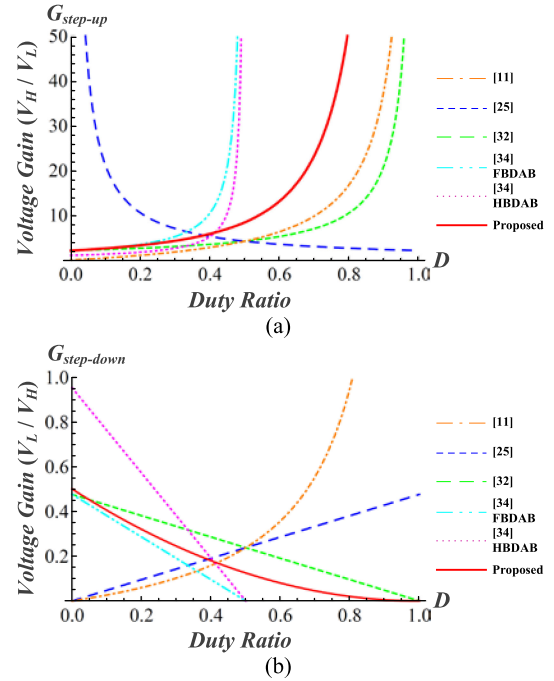 G step-up
Voltage Gain (V_H / V_L)
50
40
30
20
10
0.0 0.2 0.4 0.6 0.8 1.0
D
Duty Ratio
[11]
[25]
[32]
[34]
FBDAB
[34]
HBDAB
Proposed
(a)
G step-down
Voltage Gain (V_L / V_H)
1.0
0.8
0.6
0.4
0.2
0.0 0.2 0.4 0.6 0.8 1.0
D
Duty Ratio
[11]
[25]
[32]
[34]
FBDAB
[34]
HBDAB
Proposed
(b)